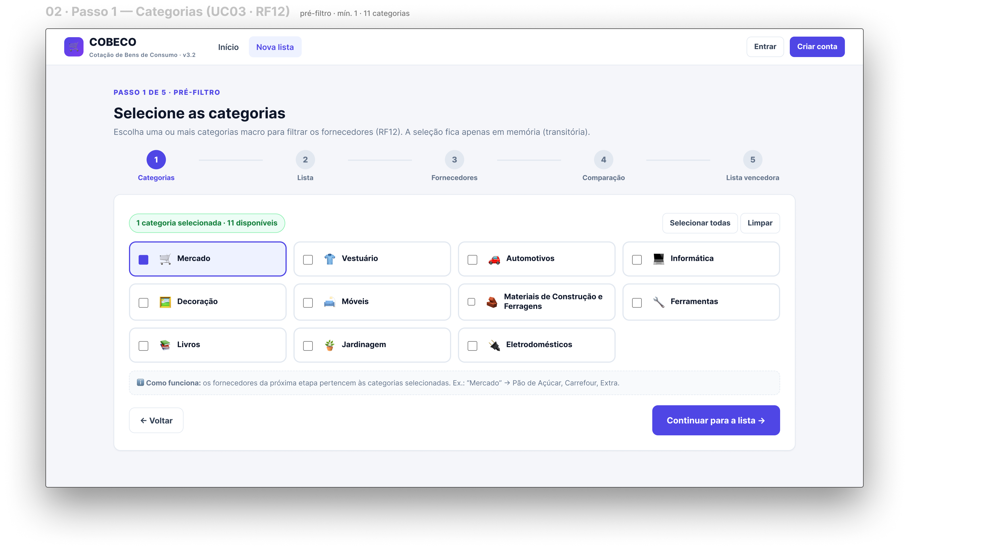 02 · Passo 1 — Categorias (UC03 · RF12) pré-filtro · mín. 1 · 11 categorias
COBECO
Cotação de Bens de Consumo · v3.2
Início
Nova lista
Entrar
Criar conta
PASSO 1 DE 5 · PRÉ-FILTRO
Selecione as categorias
Escolha uma ou mais categorias macro para filtrar os fornecedores (RF12). A seleção fica apenas em memória (transitória).
1
2
3
4
5
Categorias
Lista
Fornecedores
Comparação
Lista vencedora
1 categoria selecionada · 11 disponíveis
Selecionar todas
Limpar
Mercado
Vestuário
Automotivos
Informática
Decoração
Móveis
Materiais de Construção e
Ferragens
Ferramentas
Livros
Jardinagem
Eletrodomésticos
Como funciona: os fornecedores da próxima etapa pertencem às categorias selecionadas. Ex.: “Mercado” → Pão de Açúcar, Carrefour, Extra.
← Voltar
Continuar para a lista →